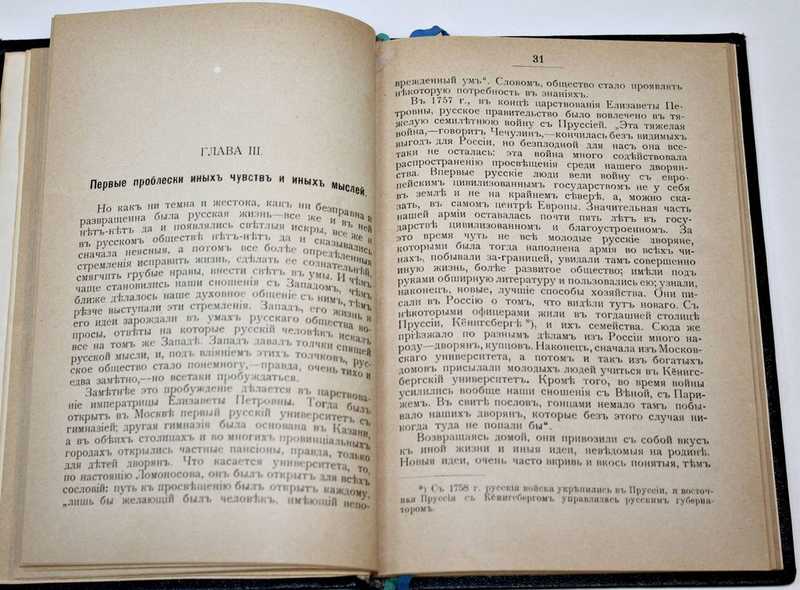 ГЛАВА III.
Первые проблески иныхъ чувствъ и иныхъ мыслей.
Но какъ ни темна и жестока, какъ ни безправна и
развращенна была русская жизнь—все же и въ ней
нѣтъ-нѣтъ да и появлялись свѣтлыя искры, все же и
въ русскомъ обществѣ нѣтъ-нѣтъ да и сказывались
сначала неясныя, а потомъ все болѣе опредѣленныя
стремленія исправить жизнь, сдѣлать ее сознательнѣй,
смягчить грубые нравы, внести свѣтъ въ умы. И чѣмъ
чаще становились наши сношенія съ Западомъ, чѣмъ
ближе дѣлалось наше духовное общеніе съ нимъ, тѣмъ
рѣзче выступали эти стремленія. Западъ, его жизнь и
его идеи зарождали въ умахъ русскаго общества во-
просы, отвѣты на которые русскій человѣкъ искалъ
все на томъ же Западѣ. Западъ давалъ толчки спящей
русской мысли, и, подъ вліяніемъ этихъ толчковъ, рус-
ское общество стало понемногу,—правда, очень тихо и
едва замѣтно,—но всетаки пробуждаться.
Замѣтнѣе это пробужденіе дѣлается въ царствова-
ніе императрицы Елизаветы Петровны. Тогда былъ
открытъ въ Москвѣ первый русскій университетъ съ
гимназіей; другая гимназія была основана въ Казани,
а въ обѣихъ столицахъ и во многихъ провинціальныхъ
городахъ открылись частные пансіоны, правда, только
для дѣтей дворянъ. Что касается университета, то,
по настоянію Ломоносова, онъ былъ открытъ для всѣхъ
сословій: путь къ просвѣщенію былъ открытъ каждому,
„лишь бы желающій былъ человѣкъ, имѣющій непо-
31
врежденный умъ“. Словомъ, общество стало проявлять
нѣкоторую потребность въ знаніяхъ.
Въ 1757 г., въ концѣ царствованія Елизаветы Пе-
тровны, русское правительство было вовлечено въ тя-
желую семилѣтнюю войну съ Пруссіей. „Эта тяжелая
война,—говоритъ Чечулинъ,—кончилась безъ видимыхъ
выгодъ для Россіи, но безплодной для насъ она все-
таки не осталась: эта война много содѣйствовала
распространенію просвѣщенія среди нашего дворян-
ства. Впервые русскіе люди вели войну съ евро-
пейскимъ цивилизованнымъ государствомъ не у себя
въ землѣ и не на крайнемъ сѣверѣ, а, можно ска-
зать, въ самомъ центрѣ Европы. Значительная часть
нашей арміи оставалась почти пять лѣтъ въ госу-
дарствѣ цивилизованномъ и благоустроенномъ. За
это время чуть не всѣ молодые русскіе дворяне,
которыми была тогда наполнена армія во всѣхъ чи-
нахъ, побывали за-границей, увидали тамъ совершенно
иную жизнь, болѣе развитое общество; имѣли подъ
руками обширную литературу и пользовались ею; узнали,
наконецъ, новые, лучшіе способы хозяйства. Они пи-
сали въ Россію о томъ, что видѣли тутъ новаго. Съ
нѣкоторыми офицерами жили въ тогдашней столицѣ
Пруссіи, Кёнигсбергѣ *), и ихъ семейства. Сюда же
пріѣзжало по разнымъ дѣламъ изъ Россіи много на-
роду—дворянъ, купцовъ. Наконецъ, сначала изъ Москов-
скаго университета, а потомъ и такъ изъ богатыхъ
домовъ присылали молодыхъ людей учиться въ Кёнигс-
бергскій университетъ. Кромѣ того, во время войны
усилились вообще наши сношенія съ Вѣной, съ Пари-
жемъ. Въ свитѣ пословъ, гонцами немало тамъ побы-
вало нашихъ дворянъ, которые безъ этого случая ни-
когда туда не попали бы“.
Возвращаясь домой, они привозили съ собой вкусъ
къ иной жизни и иныя идеи, невѣдомыя на родинѣ.
Новыя идеи, очень часто вкривь и вкось понятыя, тѣмъ
*) Съ 1758 г. русскія войска укрѣпились въ Пруссіи, и восточ-
ная Пруссія съ Кёнигсбергомъ управлялась русскимъ губерна-
торомъ.